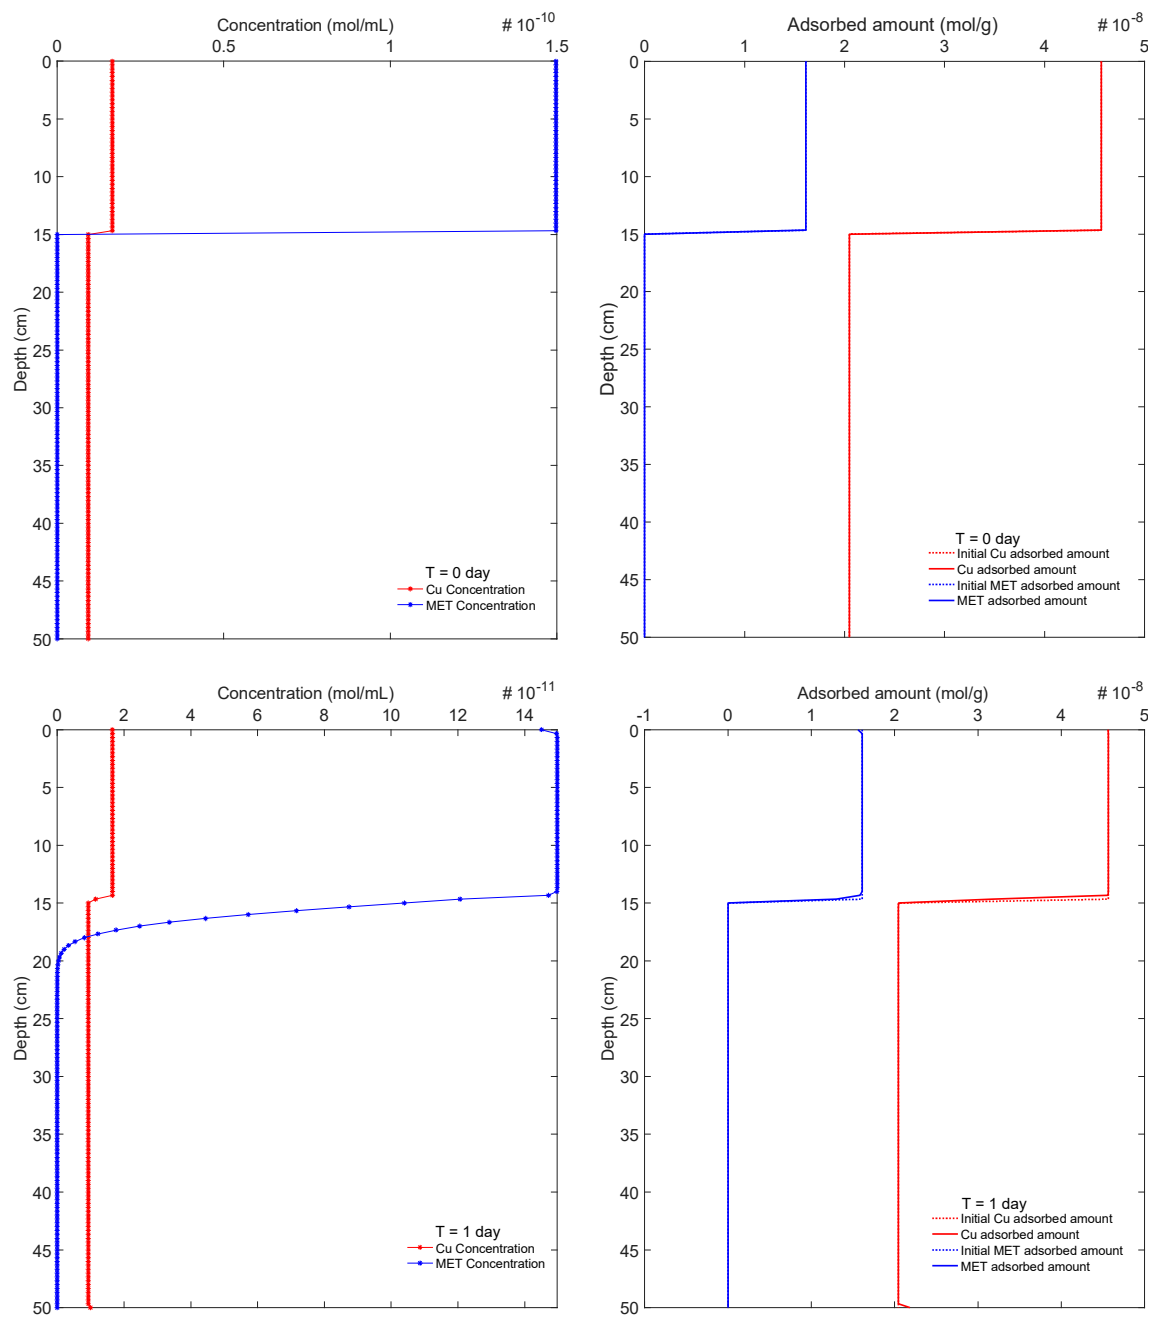 Concentration (mol/mL) # 10-10
0 0.5 1 1.5
0
5
10
15
20
25
30
35
40
45
50
Depth (cm)
T = 0 day
Cu Concentration
MET Concentration
Adsorbed amount (mol/g) # 10-8
0 1 2 3 4 5
0
5
10
15
20
25
30
35
40
45
50
Depth (cm)
T = 0 day
Initial Cu adsorbed amount
Cu adsorbed amount
Initial MET adsorbed amount
MET adsorbed amount
Concentration (mol/mL) # 10-11
0 2 4 6 8 10 12 14
0
5
10
15
20
25
30
35
40
45
50
Depth (cm)
T = 1 day
Cu Concentration
MET Concentration
Adsorbed amount (mol/g) # 10-8
-1 0 1 2 3 4 5
0
5
10
15
20
25
30
35
40
45
50
Depth (cm)
T = 1 day
Initial Cu adsorbed amount
Cu adsorbed amount
Initial MET adsorbed amount
MET adsorbed amount